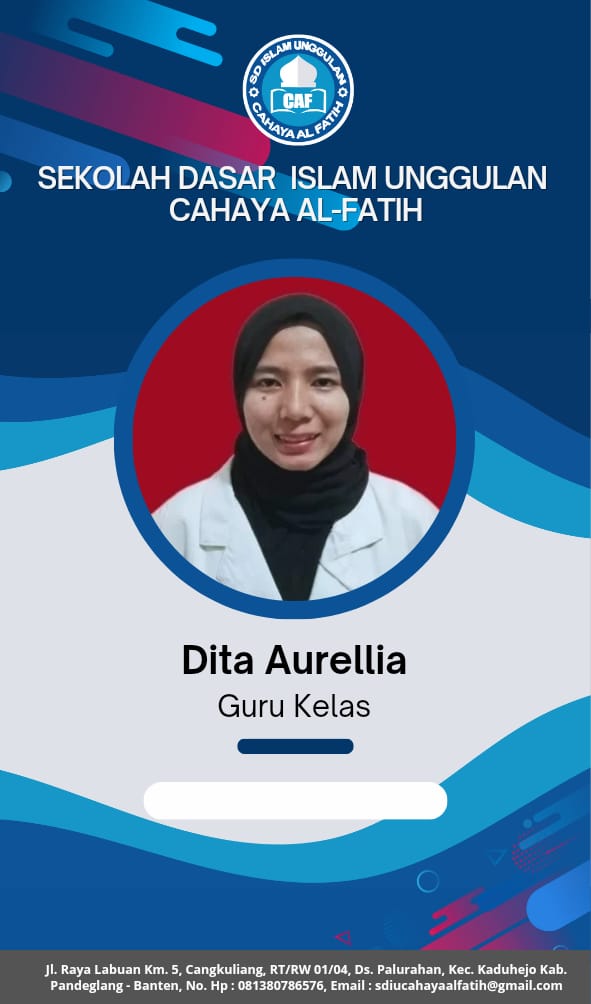 SD ISLAM UNGGULAN
CAF
CAHAYA AL FATIH
SEKOLAH DASAR ISLAM UNGGULAN
CAHAYA AL-FATIH
Dita Aurellia
Guru Kelas
Jl. Raya Labuan Km. 5, Cangkuliang, RT/RW 01/04, Ds. Palurahan, Kec. Kaduhejo Kab.
Pandeglang - Banten, No. Hp : 081380786576, Email : sdiucahayaalfatih@gmail.com